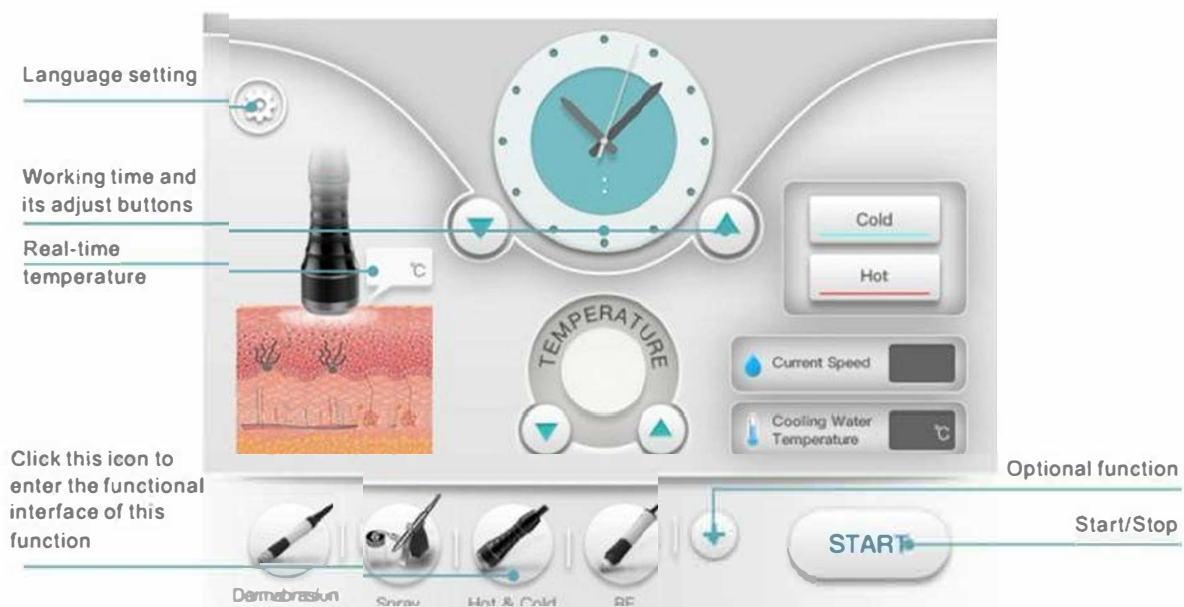 Language setting
Working time and
its adjust buttons
Real-time
temperature
℃
Cold
Hot
TEMPERATURE
Current Speed
Cooling Water
Temperature
℃
Click this icon to
enter the functional
interface of this
function
Optional function
START
Start/Stop
Dermabrasion
Spray
Hot & Cold
RF